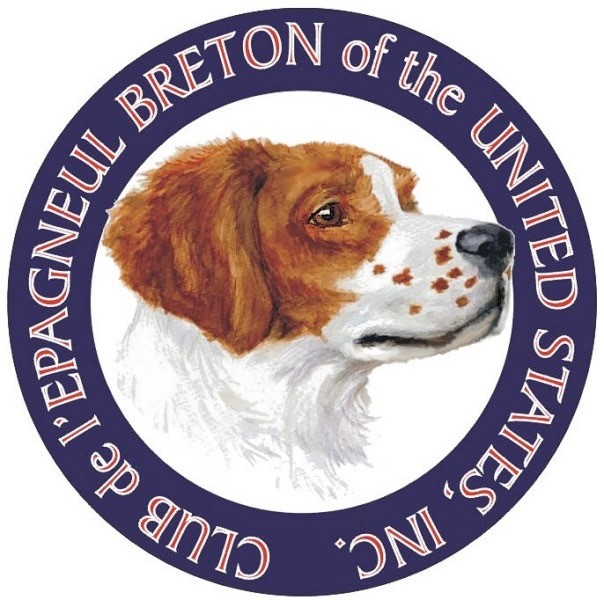 CLUB de l'EPAGNEUL BRETON of the UNITED STATES, INC.